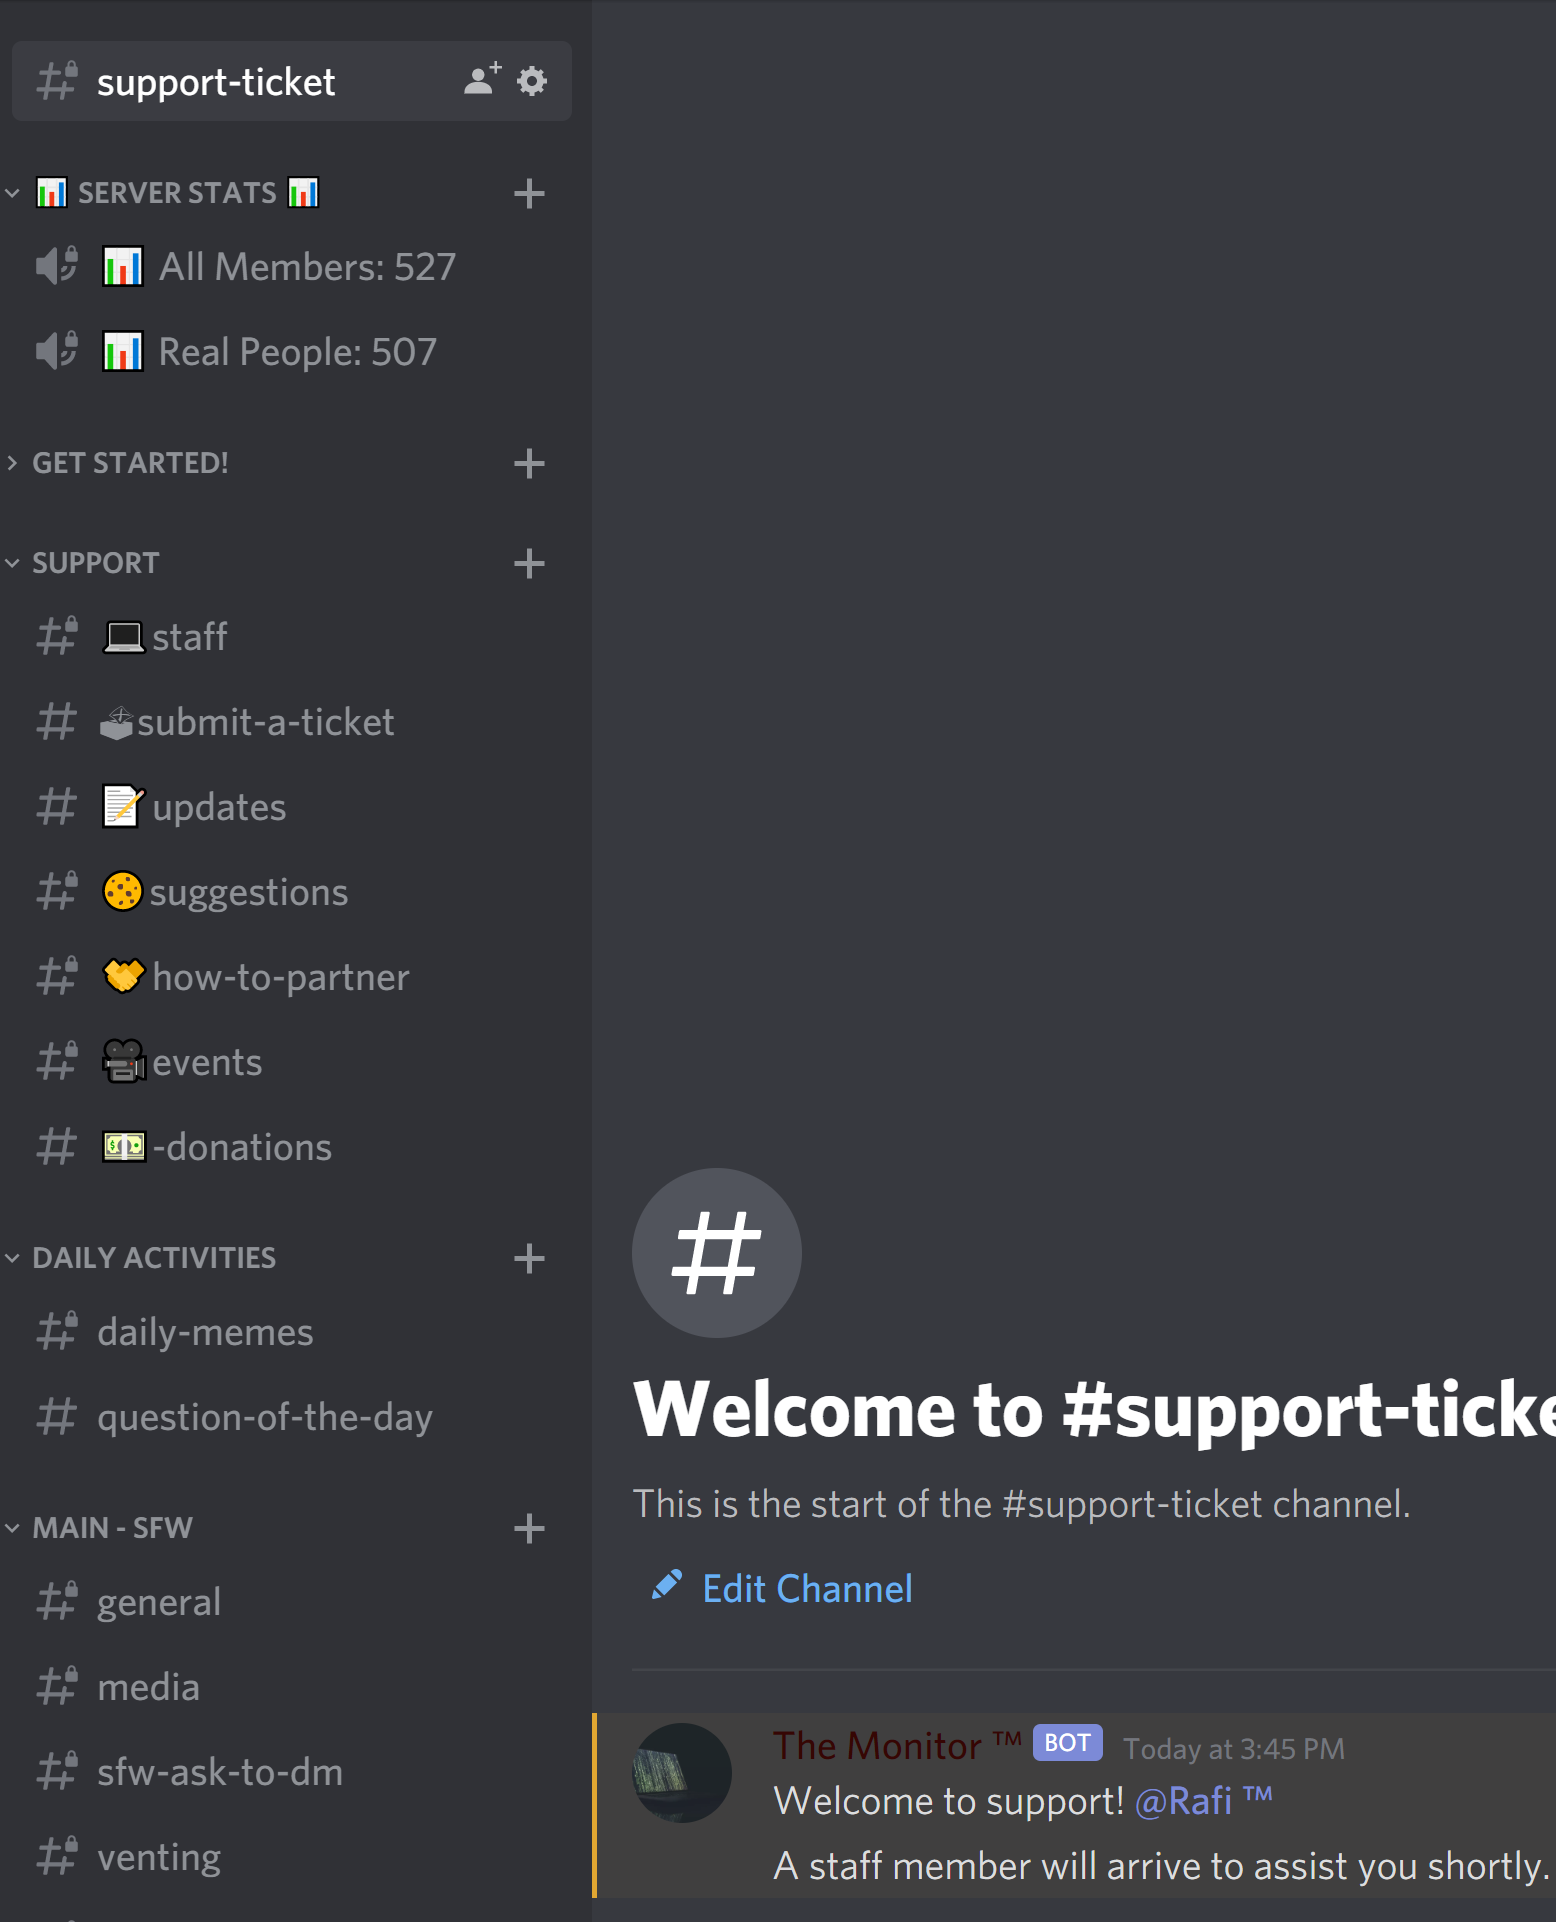 support-ticket
SERVER STATS
All Members: 527
Real People: 507
GET STARTED!
SUPPORT
staff
submit-a-ticket
updates
suggestions
how-to-partner
events
-donations
DAILY ACTIVITIES
daily-memes
question-of-the-day
MAIN - SFW
general
media
sfw-ask-to-dm
venting
Welcome to #support-ticke
This is the start of the #support-ticket channel.
Edit Channel
The Monitor ™ BOT Today at 3:45 PM
Welcome to support! @Rafi ™
A staff member will arrive to assist you shortly.